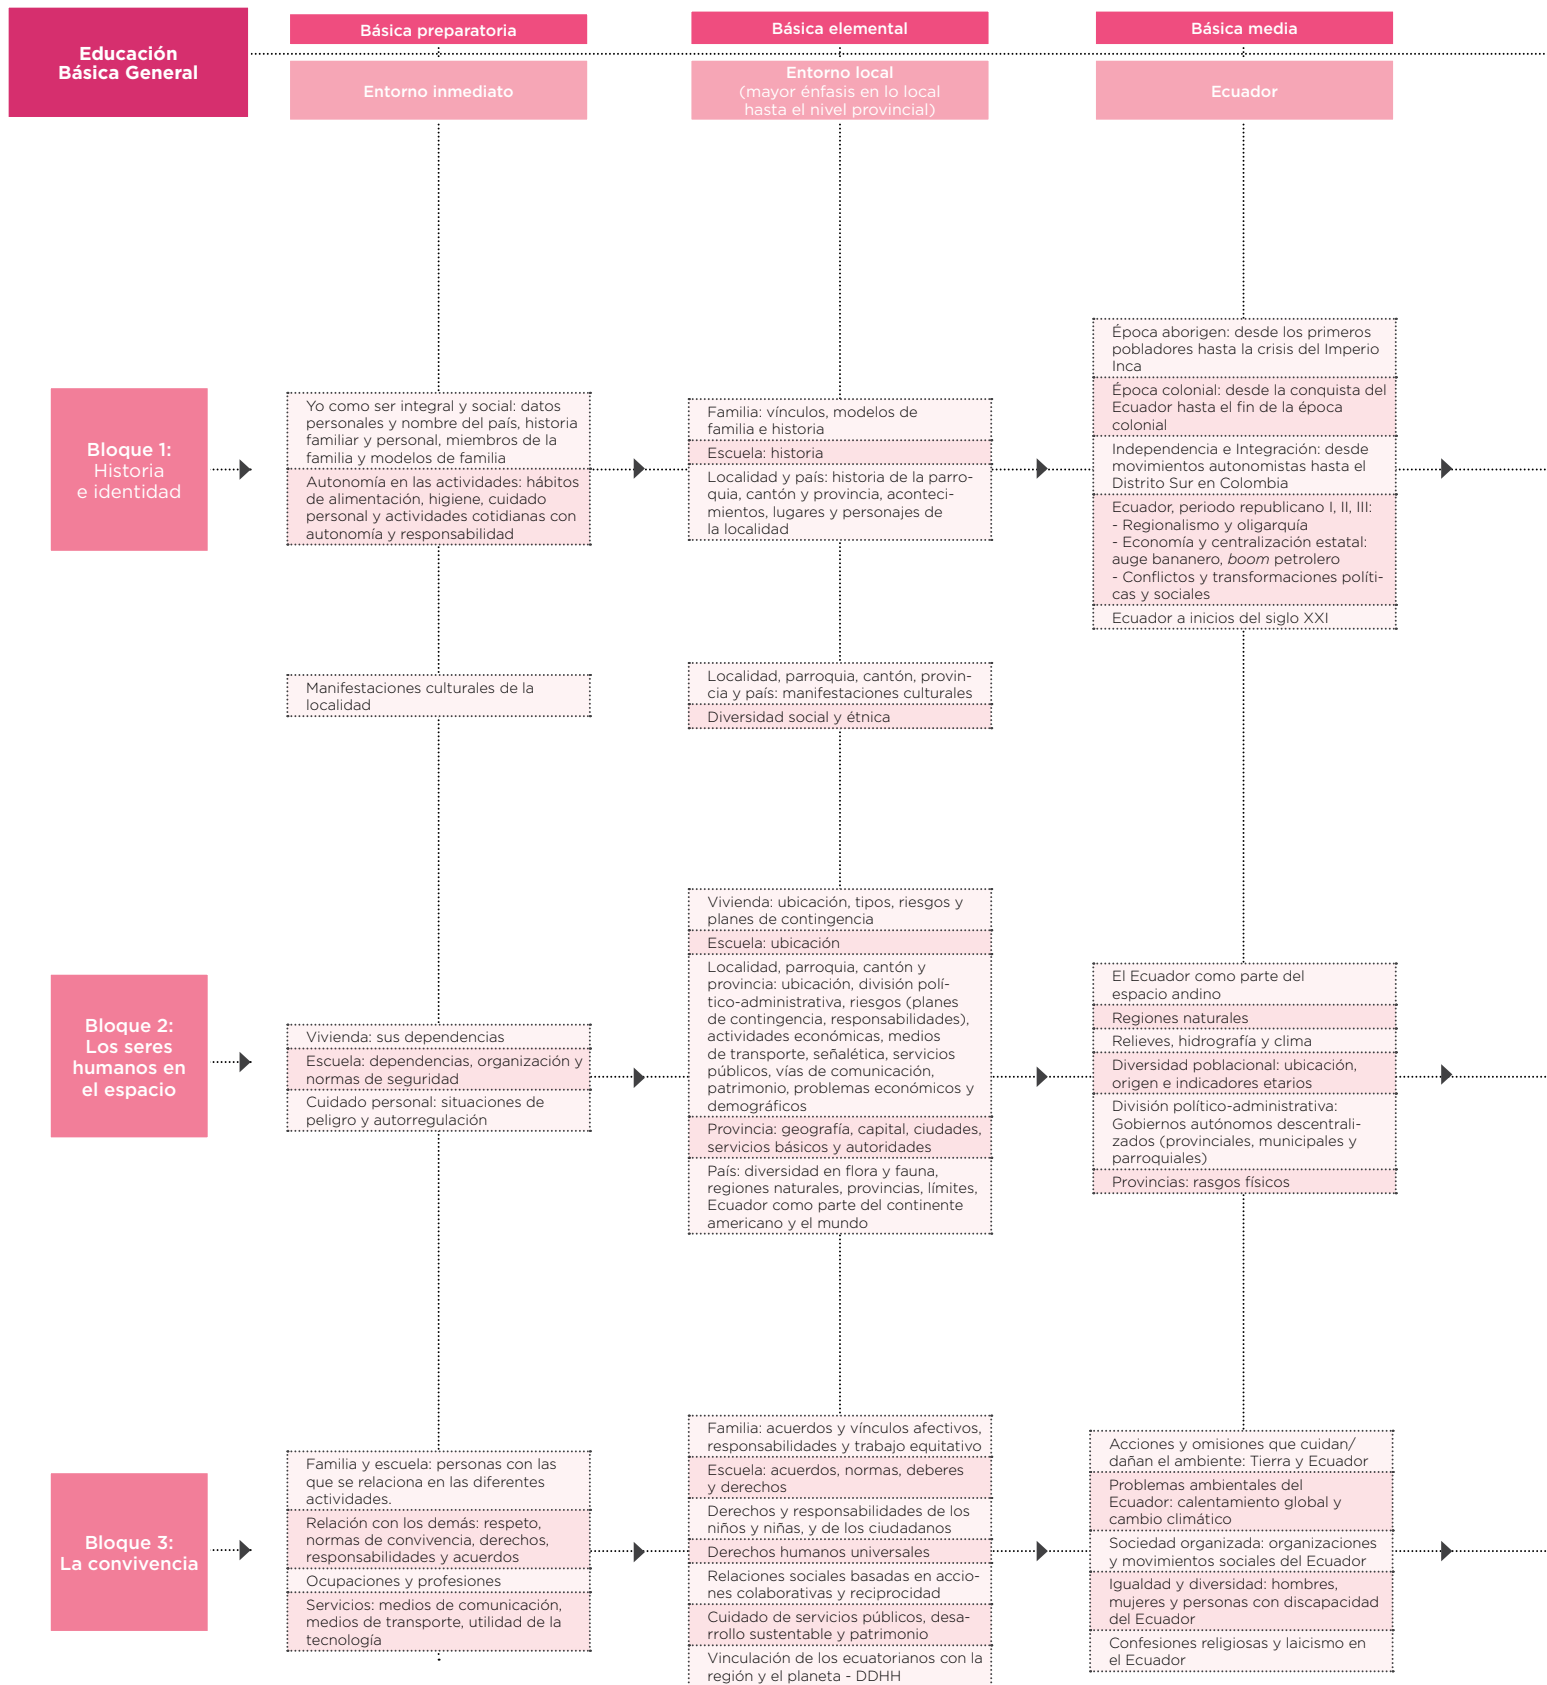 Educación
Básica General
Básica preparatoria
Básica elemental
Básica media
Entorno inmediato
Entorno local
(mayor énfasis en lo local
hasta el nivel provincial)
Ecuador
Bloque 1:
Historia
e identidad
Yo como ser integral y social: datos
personales y nombre del país, historia
familiar y personal, miembros de la
familia y modelos de familia
Autonomía en las actividades: hábitos
de alimentación, higiene, cuidado
personal y actividades cotidianas con
autonomía y responsabilidad
Familia: vínculos, modelos de
familia e historia
Escuela: historia
Localidad y país: historia de la parro-
quia, cantón y provincia, aconteci-
mientos, lugares y personajes de
la localidad
Época aborigen: desde los primeros
pobladores hasta la crisis del Imperio
Inca
Época colonial: desde la conquista del
Ecuador hasta el fin de la época
colonial
Independencia e Integración: desde
movimientos autonomistas hasta el
Distrito Sur en Colombia
Ecuador, periodo republicano I, II, III:
- Regionalismo y oligarquía
- Economía y centralización estatal:
auge bananero, boom petrolero
- Conflictos y transformaciones políti-
cas y sociales
Ecuador a inicios del siglo XXI
Manifestaciones culturales de la
localidad
Localidad, parroquia, cantón, provin-
cia y país: manifestaciones culturales
Diversidad social y étnica
Bloque 2:
Los seres
humanos en
el espacio
Vivienda: sus dependencias
Escuela: dependencias, organización y
normas de seguridad
Cuidado personal: situaciones de
peligro y autorregulación
Vivienda: ubicación, tipos, riesgos y
planes de contingencia
Escuela: ubicación
Localidad, parroquia, cantón y
provincia: ubicación, división polí-
tico-administrativa, riesgos (planes
de contingencia, responsabilidades),
actividades económicas, medios
de transporte, señalética, servicios
públicos, vías de comunicación,
patrimonio, problemas económicos y
demográficos
Provincia: geografía, capital, ciudades,
servicios básicos y autoridades
País: diversidad en flora y fauna,
regiones naturales, provincias, límites,
Ecuador como parte del continente
americano y el mundo
El Ecuador como parte del
espacio andino
Regiones naturales
Relieves, hidrografía y clima
Diversidad poblacional: ubicación,
origen e indicadores etarios
División político-administrativa:
Gobiernos autónomos descentrali-
zados (provinciales, municipales y
parroquiales)
Provincias: rasgos físicos
Bloque 3:
La convivencia
Familia y escuela: personas con las
que se relaciona en las diferentes
actividades.
Relación con los demás: respeto,
normas de convivencia, derechos,
responsabilidades y acuerdos
Ocupaciones y profesiones
Servicios: medios de comunicación,
medios de transporte, utilidad de la
tecnología
Familia: acuerdos y vínculos afectivos,
responsabilidades y trabajo equitativo
Escuela: acuerdos, normas, deberes
y derechos
Derechos y responsabilidades de los
niños y niñas, y de los ciudadanos
Derechos humanos universales
Relaciones sociales basadas en accio-
nes colaborativas y reciprocidad
Cuidado de servicios públicos, desa-
rrollo sustentable y patrimonio
Vinculación de los ecuatorianos con la
región y el planeta - DDHH
Acciones y omisiones que cuidan/
dañan el ambiente: Tierra y Ecuador
Problemas ambientales del
Ecuador: calentamiento global y
cambio climático
Sociedad organizada: organizaciones
y movimientos sociales del Ecuador
Igualdad y diversidad: hombres,
mujeres y personas con discapacidad
del Ecuador
Confesiones religiosas y laicismo en
el Ecuador